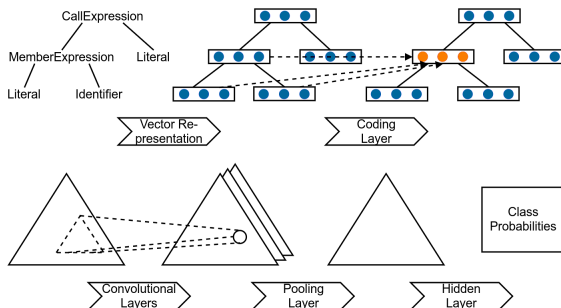 CallExpression
MemberExpression
Literal
Literal
Identifier
Vector Re-
presentation
Coding
Layer
Class
Probabilities
Convolutional
Layers
Pooling
Layer
Hidden
Layer